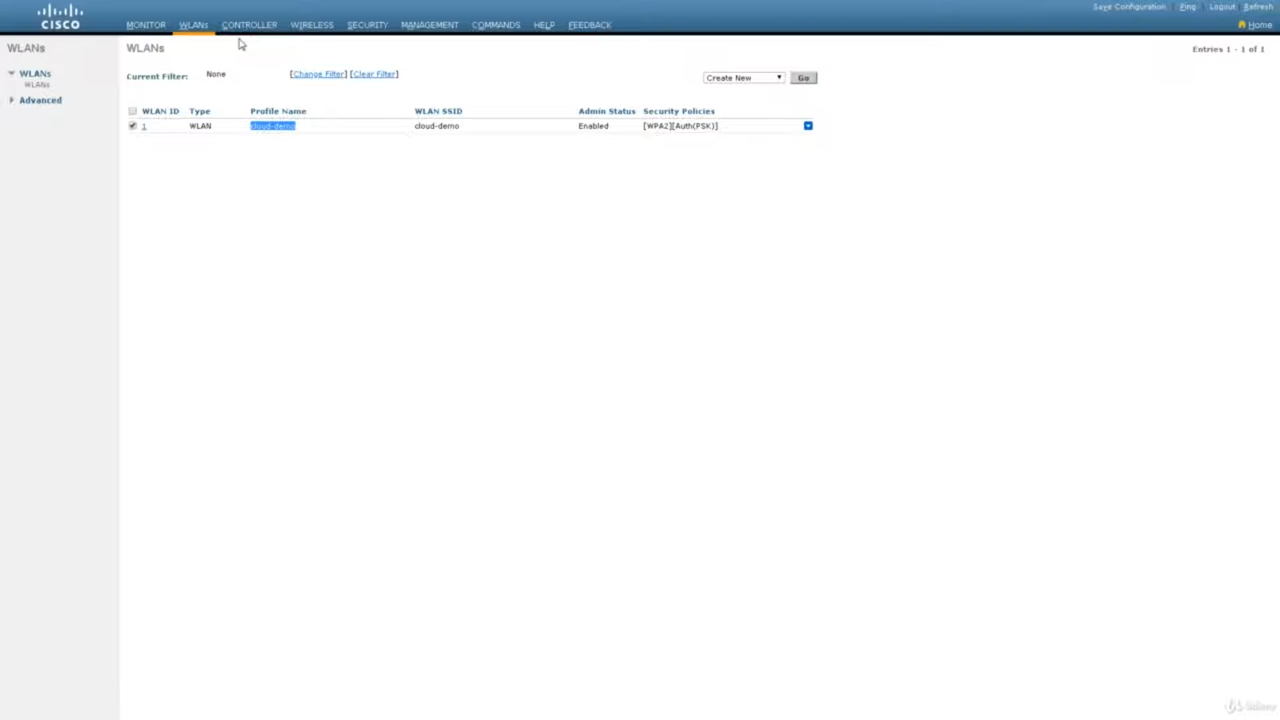 Save Configuration | Ping | Logout | Refresh
CISCO
MONITOR WLANs CONTROLLER WIRELESS SECURITY MANAGEMENT COMMANDS HELP FEEDBACK
Home
WLANs
WLANs
Entries 1 - 1 of 1
WLANs
WLANs
Advanced
Current Filter: None [Change Filter] [Clear Filter]
Create New Go
WLAN ID Type Profile Name WLAN SSID Admin Status Security Policies
1 WLAN cloud-demo cloud-demo Enabled [WPA2][Auth(PSK)]
Udemy